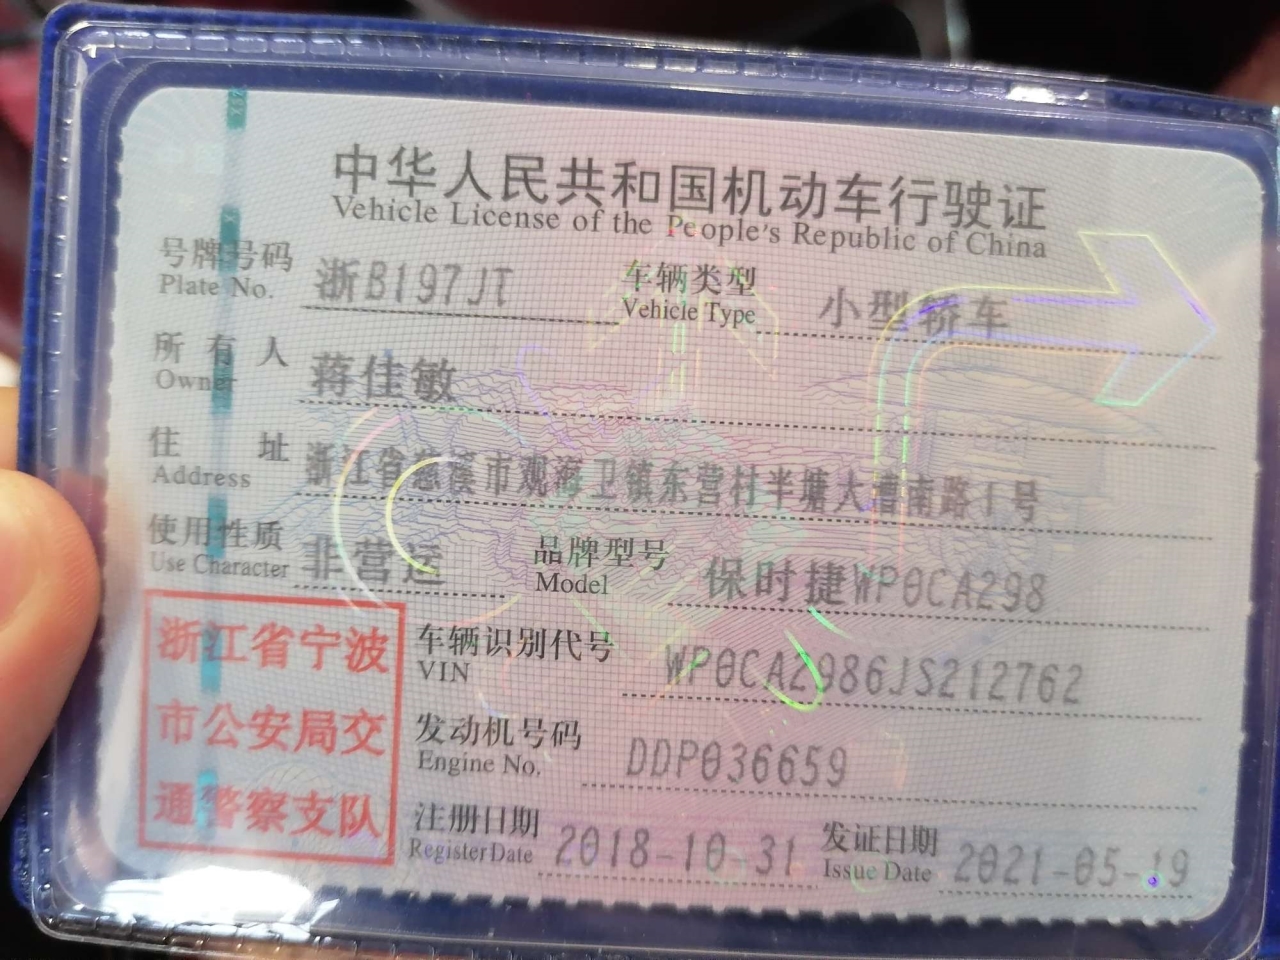 中华人民共和国机动车行驶证
Vehicle License of the People's Republic of China
号牌号码 浙B197JT 车辆类型 小型轿车
Plate No. Vehicle Type
所有人 蒋佳敏
Owner
住址 浙江省慈溪市观海卫镇东营村半塘大漕南路1号
Address
使用性质 非营运 品牌型号 保时捷WP0CA298
Use Character Model
浙江省宁波
市公安局交
通警察支队
车辆识别代号 WP0CA2986JS212762
VIN
发动机号码 DDP036659
Engine No.
注册日期 2018-10-31 发证日期 2021-05-19
Register Date Issue Date